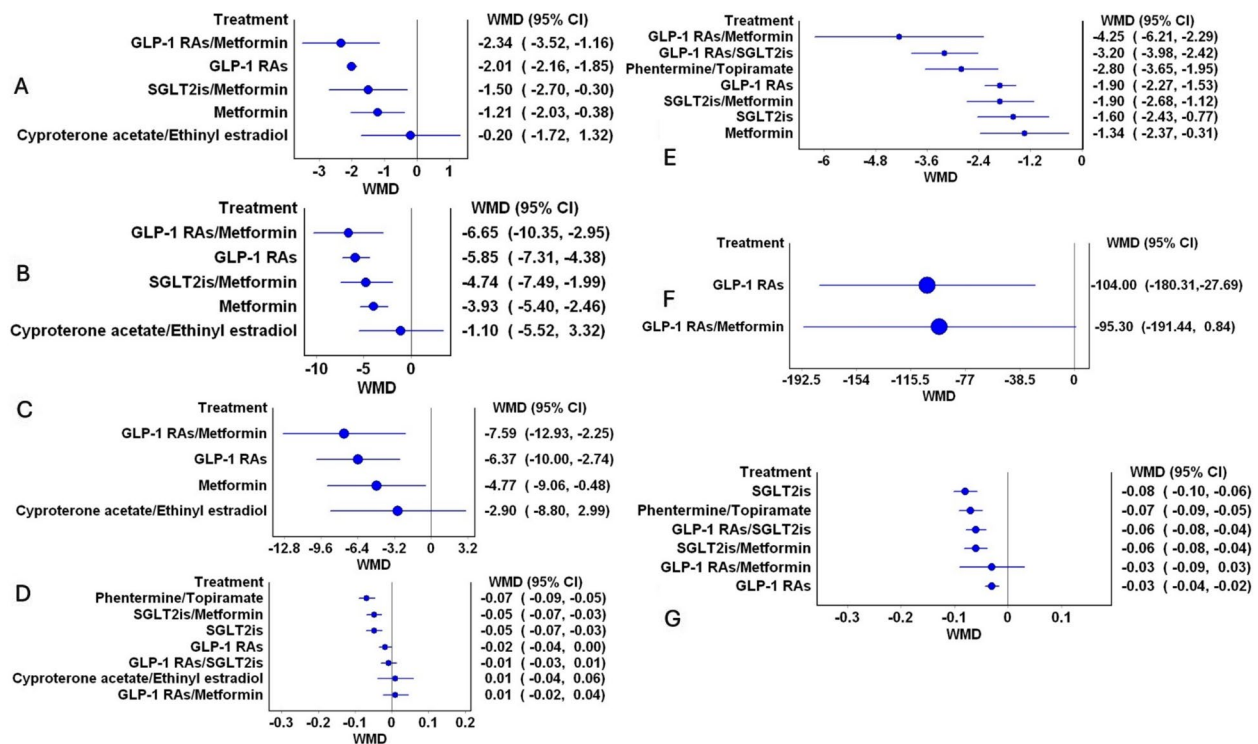 A
Treatment WMD (95% CI)
GLP-1 RAs/Metformin -2.34 (-3.52, -1.16)
GLP-1 RAs -2.01 (-2.16, -1.85)
SGLT2is/Metformin -1.50 (-2.70, -0.30)
Metformin -1.21 (-2.03, -0.38)
Cyproterone acetate/Ethinyl estradiol -0.20 (-1.72, 1.32)
-3 -2 -1 0 1
WMD
B
Treatment WMD (95% CI)
GLP-1 RAs/Metformin -6.65 (-10.35, -2.95)
GLP-1 RAs -5.85 (-7.31, -4.38)
SGLT2is/Metformin -4.74 (-7.49, -1.99)
Metformin -3.93 (-5.40, -2.46)
Cyproterone acetate/Ethinyl estradiol -1.10 (-5.52, 3.32)
-10 -5 0
WMD
C
Treatment WMD (95% CI)
GLP-1 RAs/Metformin -7.59 (-12.93, -2.25)
GLP-1 RAs -6.37 (-10.00, -2.74)
Metformin -4.77 (-9.06, -0.48)
Cyproterone acetate/Ethinyl estradiol -2.90 (-8.80, 2.99)
-12.8 -9.6 -6.4 -3.2 0 3.2
WMD
D
Treatment WMD (95% CI)
Phentermine/Topiramate -0.07 (-0.09, -0.05)
SGLT2is/Metformin -0.05 (-0.07, -0.03)
SGLT2is -0.05 (-0.07, -0.03)
GLP-1 RAs -0.02 (-0.04, 0.00)
GLP-1 RAs/SGLT2is -0.01 (-0.03, 0.01)
Cyproterone acetate/Ethinyl estradiol 0.01 (-0.04, 0.06)
GLP-1 RAs/Metformin 0.01 (-0.02, 0.04)
-0.3 -0.2 -0.1 0 0.1 0.2
WMD
E
Treatment WMD (95% CI)
GLP-1 RAs/Metformin -4.25 (-6.21, -2.29)
GLP-1 RAs/SGLT2is -3.20 (-3.98, -2.42)
Phentermine/Topiramate -2.80 (-3.65, -1.95)
GLP-1 RAs -1.90 (-2.27, -1.53)
SGLT2is/Metformin -1.90 (-2.68, -1.12)
SGLT2is -1.60 (-2.43, -0.77)
Metformin -1.34 (-2.37, -0.31)
-6 -4.8 -3.6 -2.4 -1.2 0
WMD
F
Treatment WMD (95% CI)
GLP-1 RAs -104.00 (-180.31,-27.69)
GLP-1 RAs/Metformin -95.30 (-191.44, 0.84)
-192.5 -154 -115.5 -77 -38.5 0
WMD
G
Treatment WMD (95% CI)
SGLT2is -0.08 (-0.10, -0.06)
Phentermine/Topiramate -0.07 (-0.09, -0.05)
GLP-1 RAs/SGLT2is -0.06 (-0.08, -0.04)
SGLT2is/Metformin -0.06 (-0.08, -0.04)
GLP-1 RAs/Metformin -0.03 (-0.09, 0.03)
GLP-1 RAs -0.03 (-0.04, -0.02)
-0.3 -0.2 -0.1 0 0.1
WMD